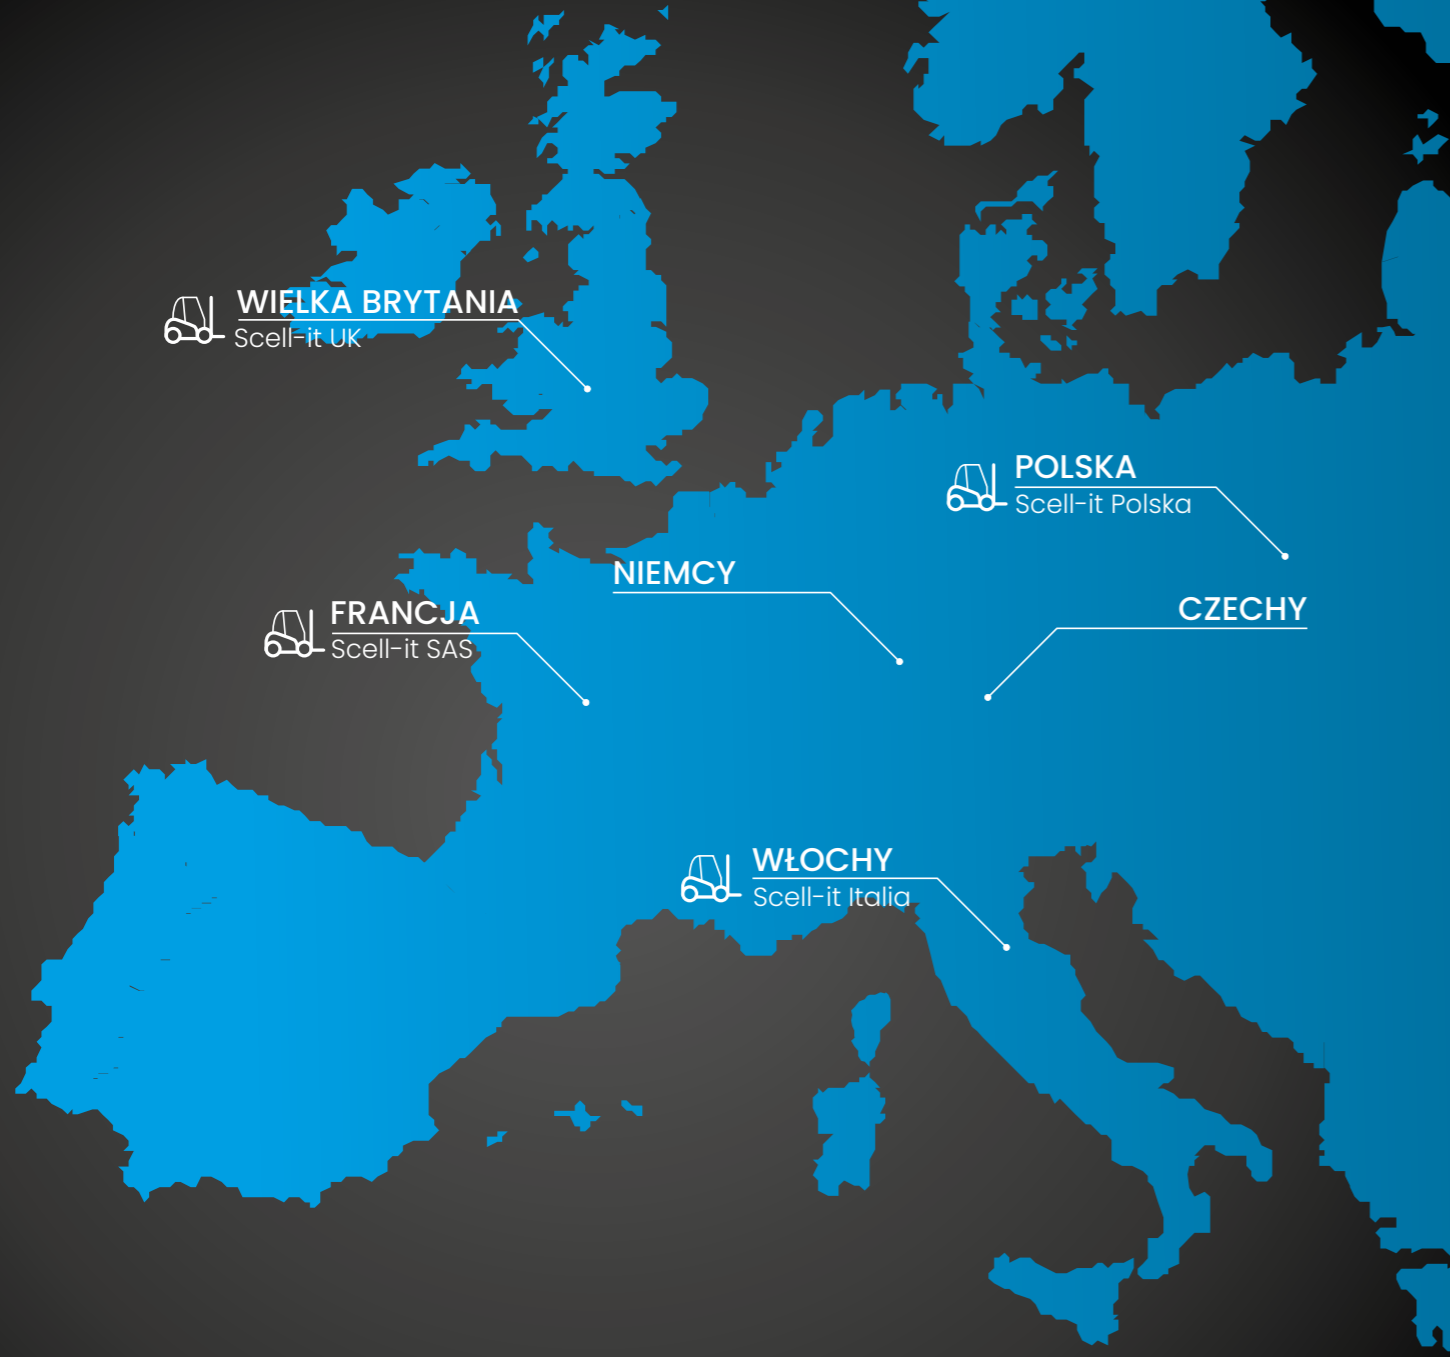 WIELKA BRYTANIA
Scell-it UK
POLSKA
Scell-it Polska
NIEMCY
CZECHY
FRANCJA
Scell-it SAS
WŁOCHY
Scell-it Italia